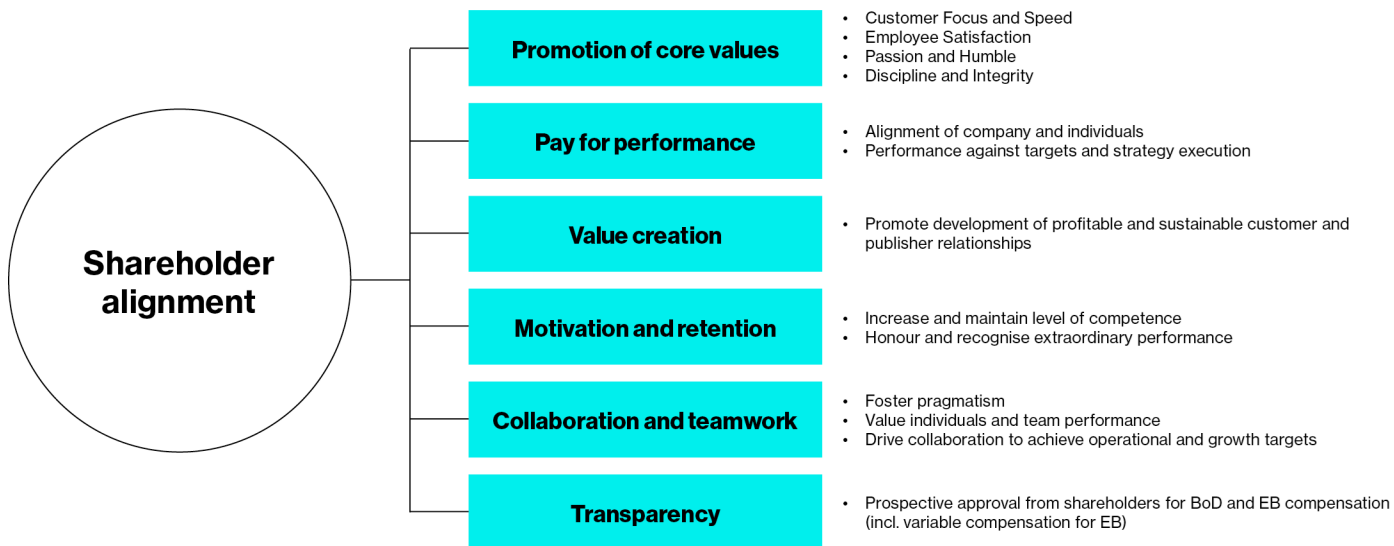 Shareholder
alignment
Promotion of core values
• Customer Focus and Speed
• Employee Satisfaction
• Passion and Humble
• Discipline and Integrity
Pay for performance
• Alignment of company and individuals
• Performance against targets and strategy execution
Value creation
• Promote development of profitable and sustainable customer and
publisher relationships
Motivation and retention
• Increase and maintain level of competence
• Honour and recognise extraordinary performance
Collaboration and teamwork
• Foster pragmatism
• Value individuals and team performance
• Drive collaboration to achieve operational and growth targets
Transparency
• Prospective approval from shareholders for BoD and EB compensation
(incl. variable compensation for EB)